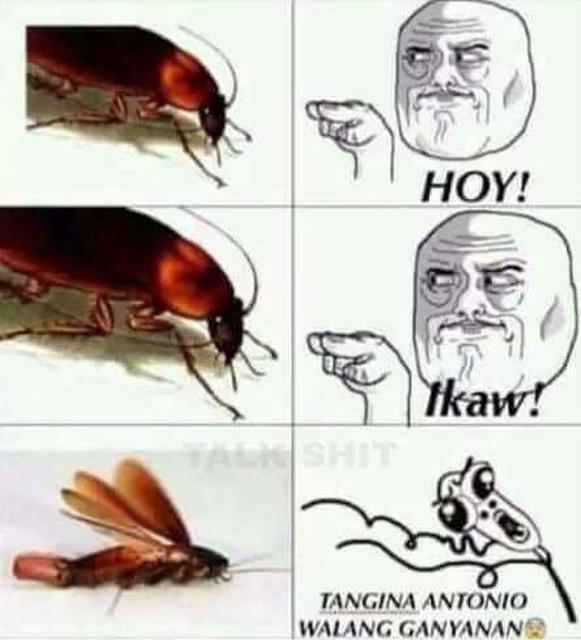 HOY!
Ikaw!
TALK SHIT
TANGINA ANTONIO
WALANG GANYANAN😨